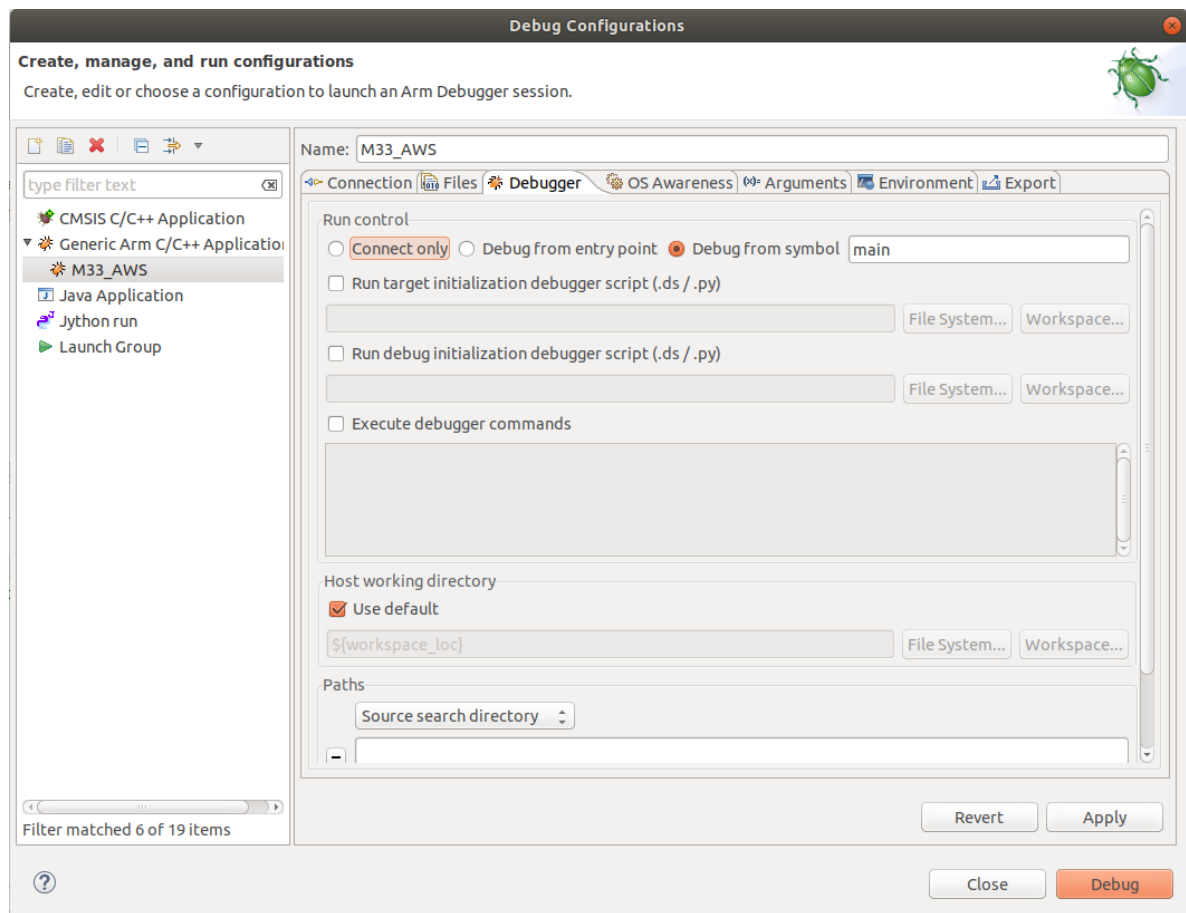 Debug Configurations
Create, manage, and run configurations
Create, edit or choose a configuration to launch an Arm Debugger session.
type filter text
CMSIS C/C++ Application
Generic Arm C/C++ Applicatio
M33_AWS
Java Application
Jython run
Launch Group
Filter matched 6 of 19 items
Name: M33_AWS
Connection Files Debugger OS Awareness Arguments Environment Export
Run control
Connect only Debug from entry point Debug from symbol main
Run target initialization debugger script (.ds / .py)
File System... Workspace...
Run debug initialization debugger script (.ds / .py)
File System... Workspace...
Execute debugger commands
Host working directory
Use default
${workspace_loc} File System... Workspace...
Paths
Source search directory
Revert Apply
Close Debug